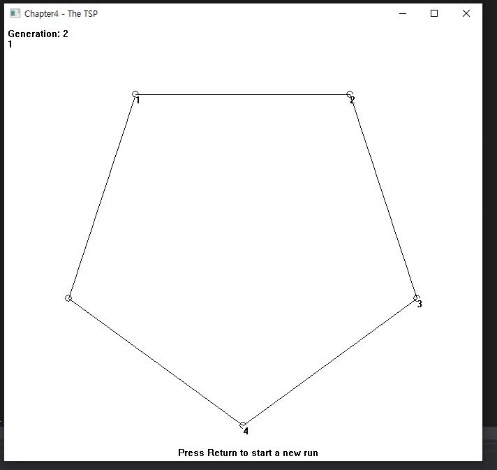 Chapter4 - The TSP
Generation: 2
1
1
2
3
4
Press Return to start a new run